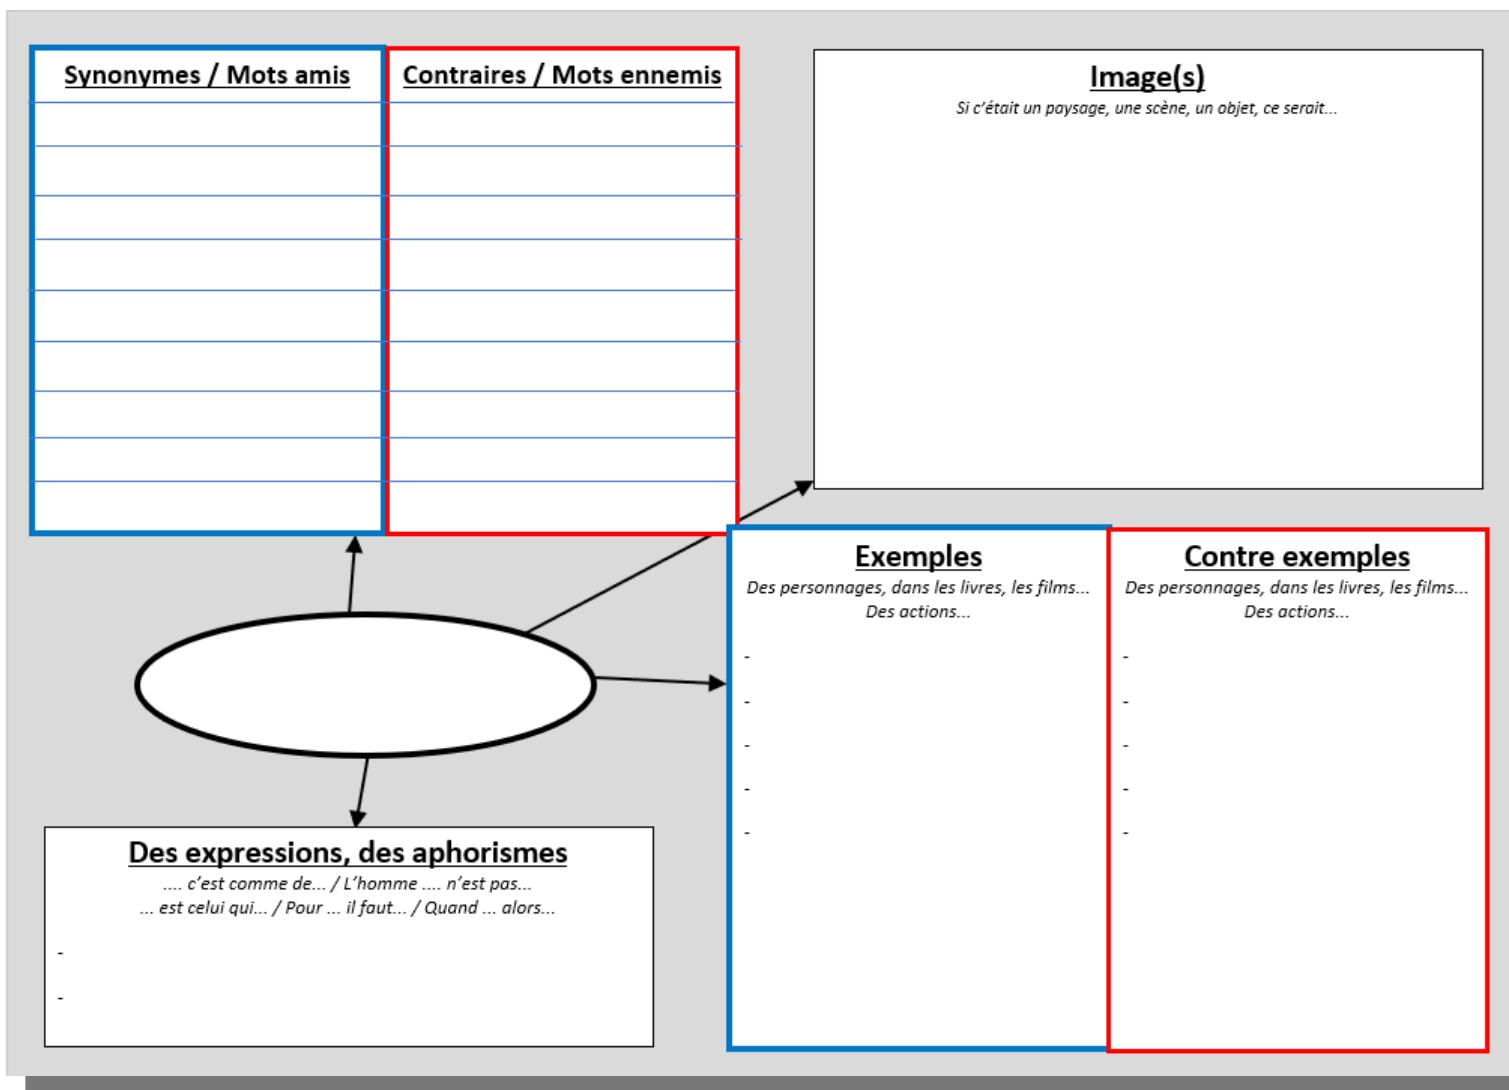 Synonymes / Mots amis
Contraires / Mots ennemis
Image(s)
Si c’était un paysage, une scène, un objet, ce serait...
Exemples
Des personnages, dans les livres, les films...
Des actions...
-
-
-
-
-
Contre exemples
Des personnages, dans les livres, les films...
Des actions...
-
-
-
-
-
Des expressions, des aphorismes
.... c’est comme de... / L’homme .... n’est pas...
... est celui qui... / Pour ... il faut... / Quand ... alors...
-
-